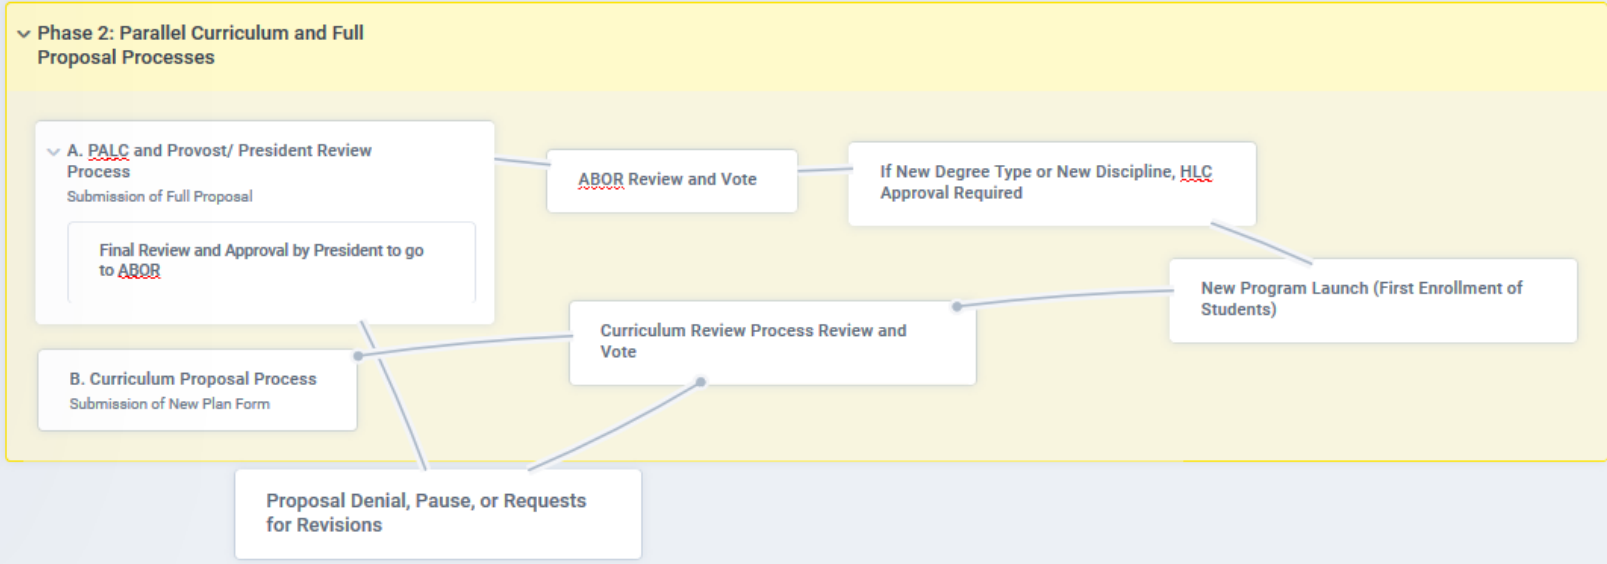 Phase 2: Parallel Curriculum and Full
Proposal Processes
A. PALC and Provost/ President Review
Process
Submission of Full Proposal
Final Review and Approval by President to go
to ABOR
ABOR Review and Vote
If New Degree Type or New Discipline, HLC
Approval Required
New Program Launch (First Enrollment of
Students)
Curriculum Review Process Review and
Vote
B. Curriculum Proposal Process
Submission of New Plan Form
Proposal Denial, Pause, or Requests
for Revisions